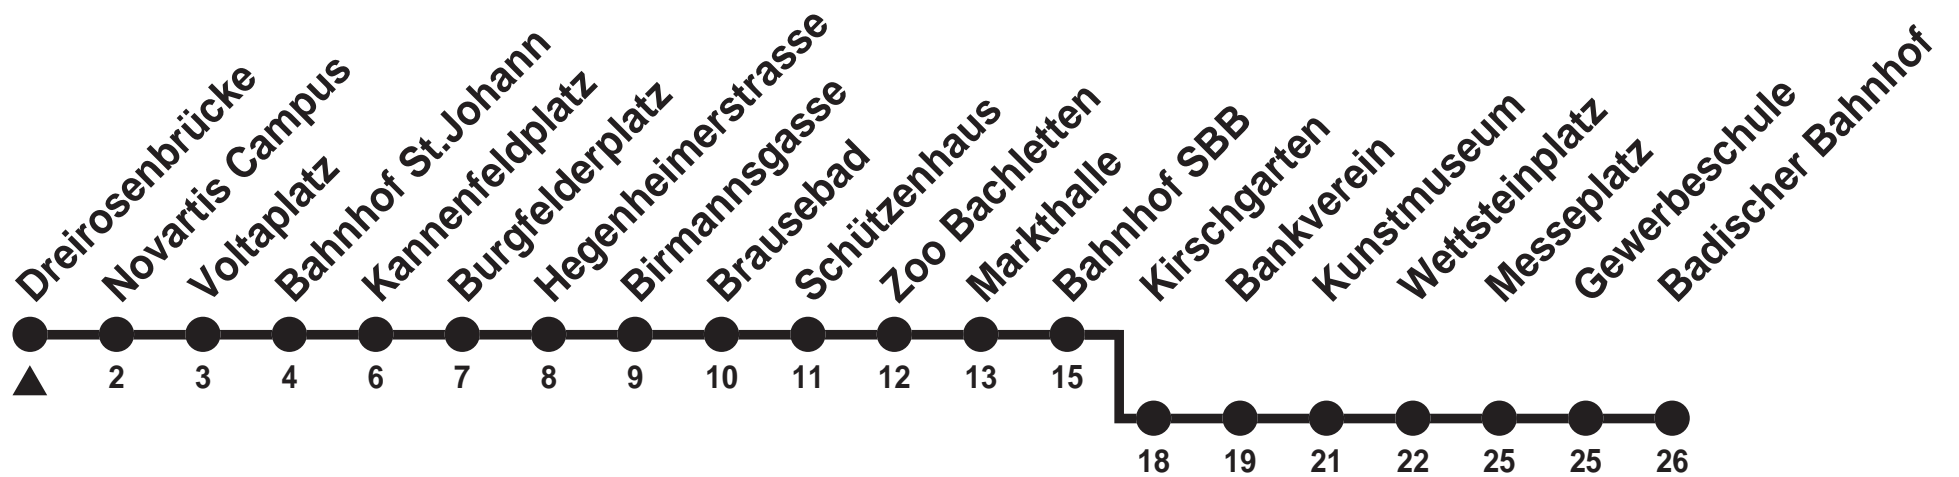 Dreirosenbrücke
Novartis Campus
Voltaplatz
Bahnhof St.Johann
Kannenfeldplatz
Burgfelderplatz
Hegenheimerstrasse
Birmannsgasse
Brausebad
Schützenhaus
Zoo Bachletten
Markthalle
Bahnhof SBB
Kirschgarten
Bankverein
Kunstmuseum
Wettsteinplatz
Messeplatz
Gewerbeschule
Badischer Bahnhof
2 3 4 6 7 8 9 10 11 12 13 15
18 19 21 22 25 25 26